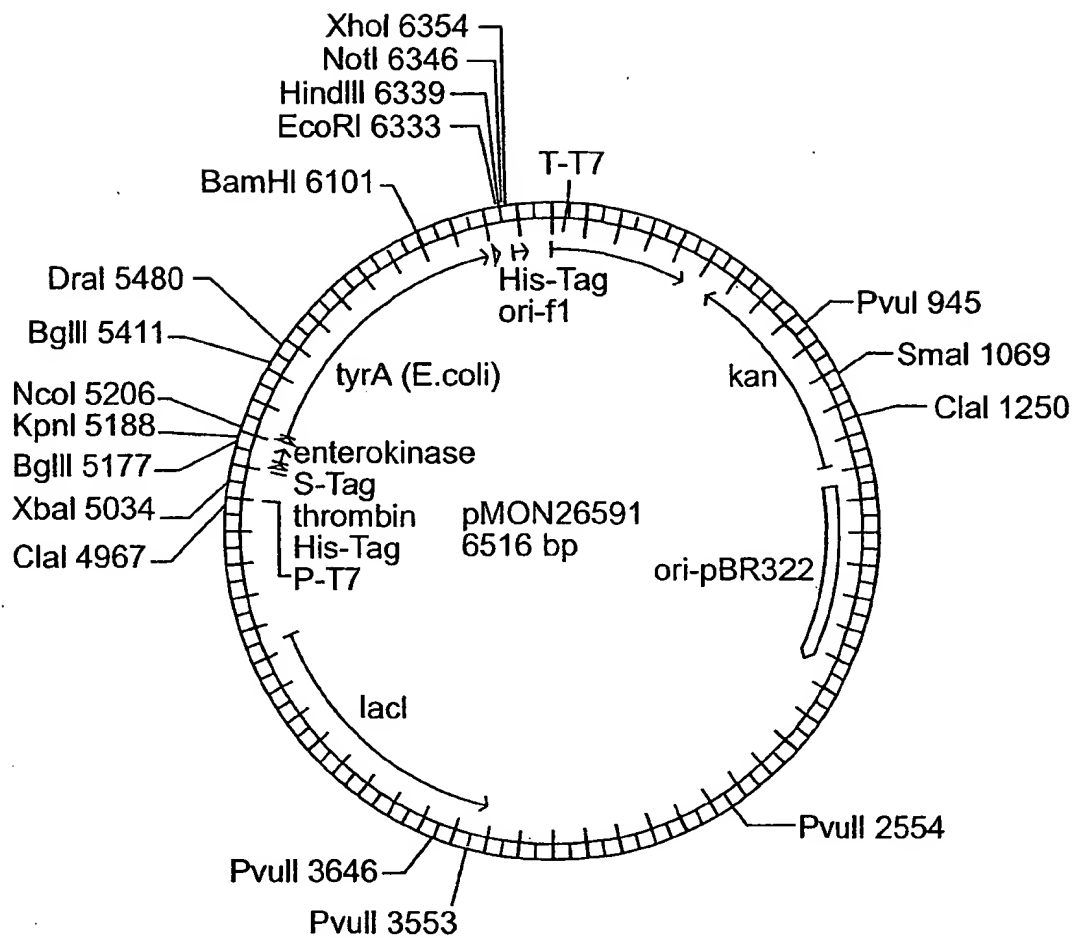 XhoI 6354
NotI 6346
HindIII 6339
EcoRI 6333
T-T7
BamHI 6101
His-Tag
ori-f1
DraI 5480
PvuI 945
BglII 5411
SmaI 1069
tyrA (E.coli)
kan
NcoI 5206
ClaI 1250
KpnI 5188
enterokinase
BglII 5177
S-Tag
XbaI 5034
thrombin
pMON26591
ClaI 4967
His-Tag
6516 bp
P-T7
ori-pBR322
lacI
PvuII 2554
PvuII 3646
PvuII 3553